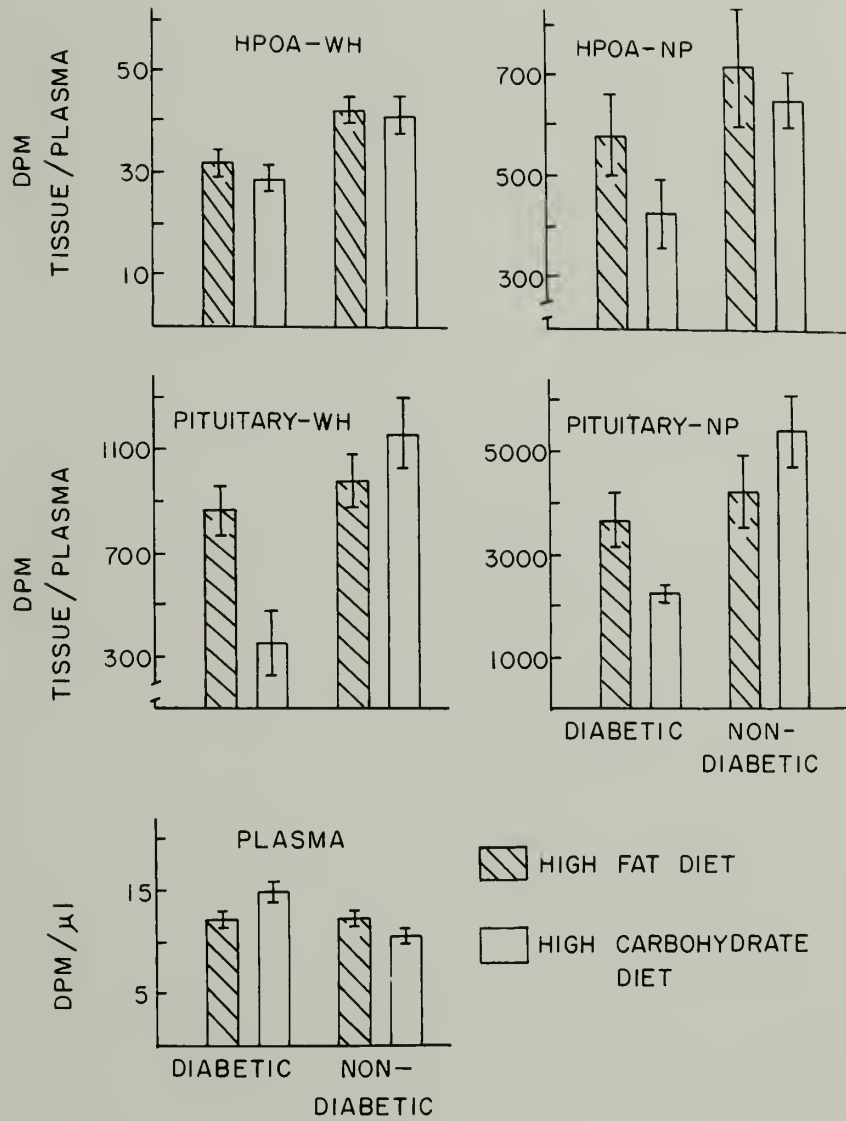 HPOA-WH
50
30
10
DPM
TISSUE/PLASMA
HPOA-NP
700
500
300
PITUITARY-WH
1100
700
300
DPM
TISSUE/PLASMA
PITUITARY-NP
5000
3000
1000
DIABETIC
NON-
DIABETIC
PLASMA
15
5
DPM/µl
DIABETIC
NON-
DIABETIC
HIGH FAT DIET
HIGH CARBOHYDRATE
DIET